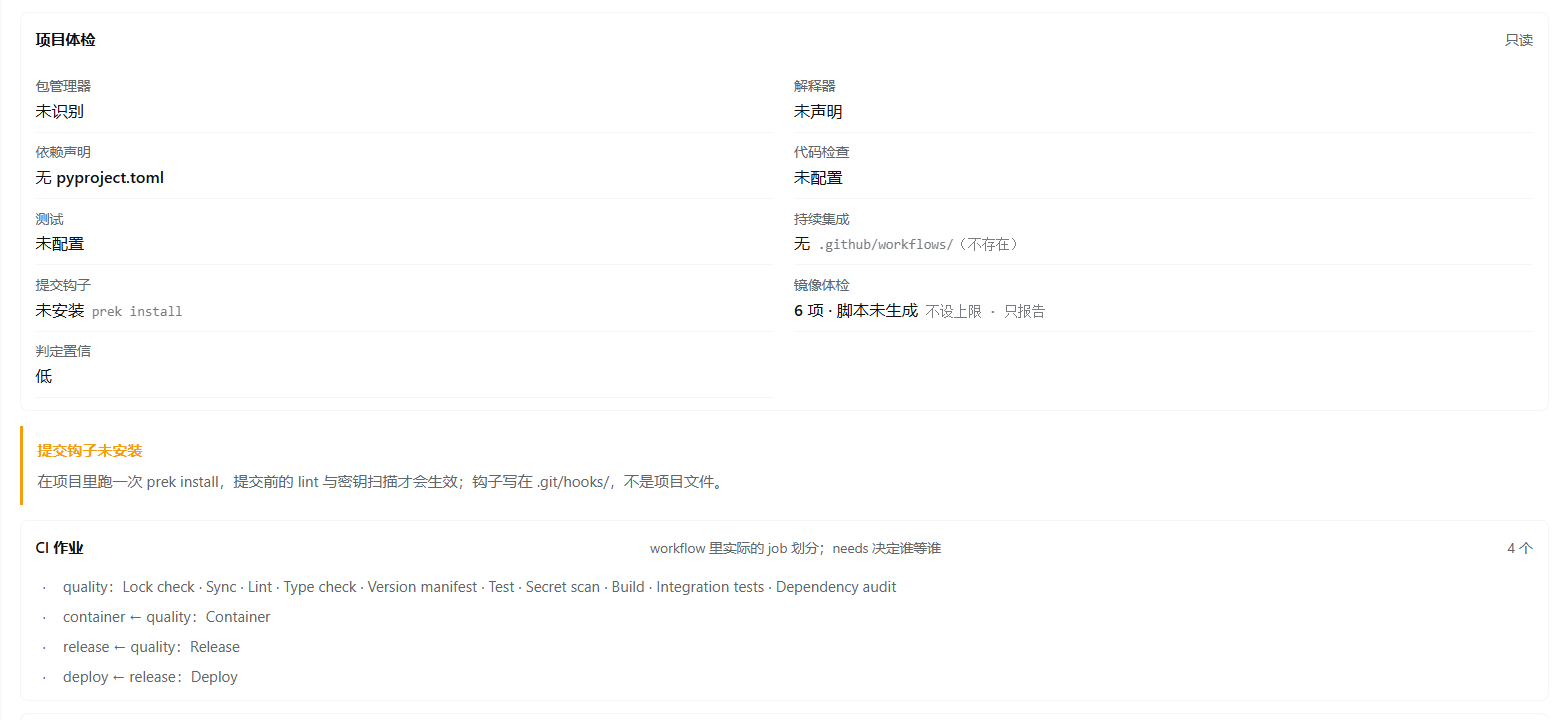 项目体检 只读
包管理器 解释器
未识别 未声明
依赖声明 代码检查
无 pyproject.toml 未配置
测试 持续集成
未配置 无 .github/workflows/（不存在）
提交钩子 镜像体检
未安装 prek install 6 项 · 脚本未生成 不设上限 · 只报告
判定置信
低
提交钩子未安装
在项目里跑一次 prek install，提交前的 lint 与密钥扫描才会生效；钩子写在 .git/hooks/，不是项目文件。
CI 作业 workflow 里实际的 job 划分；needs 决定谁等谁 4 个
· quality：Lock check · Sync · Lint · Type check · Version manifest · Test · Secret scan · Build · Integration tests · Dependency audit
· container ← quality：Container
· release ← quality：Release
· deploy ← release：Deploy